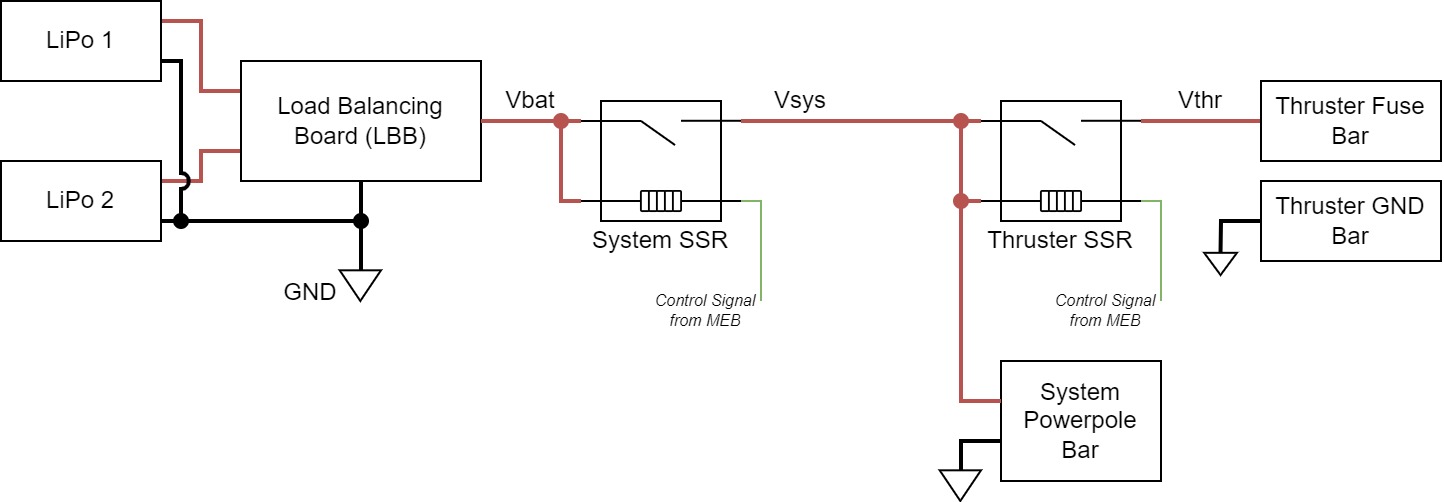 LiPo 1
LiPo 2
Load Balancing
Board (LBB)
GND
Vbat
System SSR
Control Signal
from MEB
Vsys
Thruster SSR
Control Signal
from MEB
Vthr
Thruster Fuse
Bar
Thruster GND
Bar
System
Powerpole
Bar